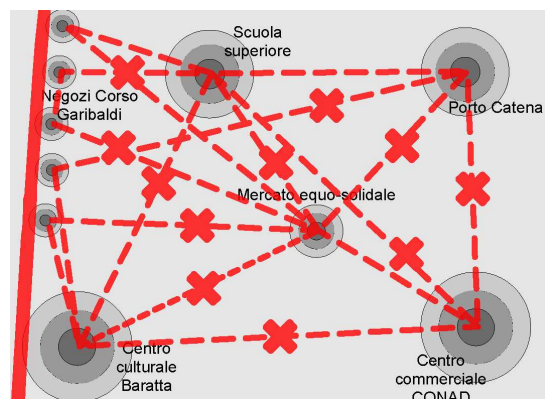 Scuola
superiore
Negozi Corso
Garibaldi
Porto Catena
Mercato equo-solidale
Centro
culturale
Baratta
Centro
commerciale
CONAD